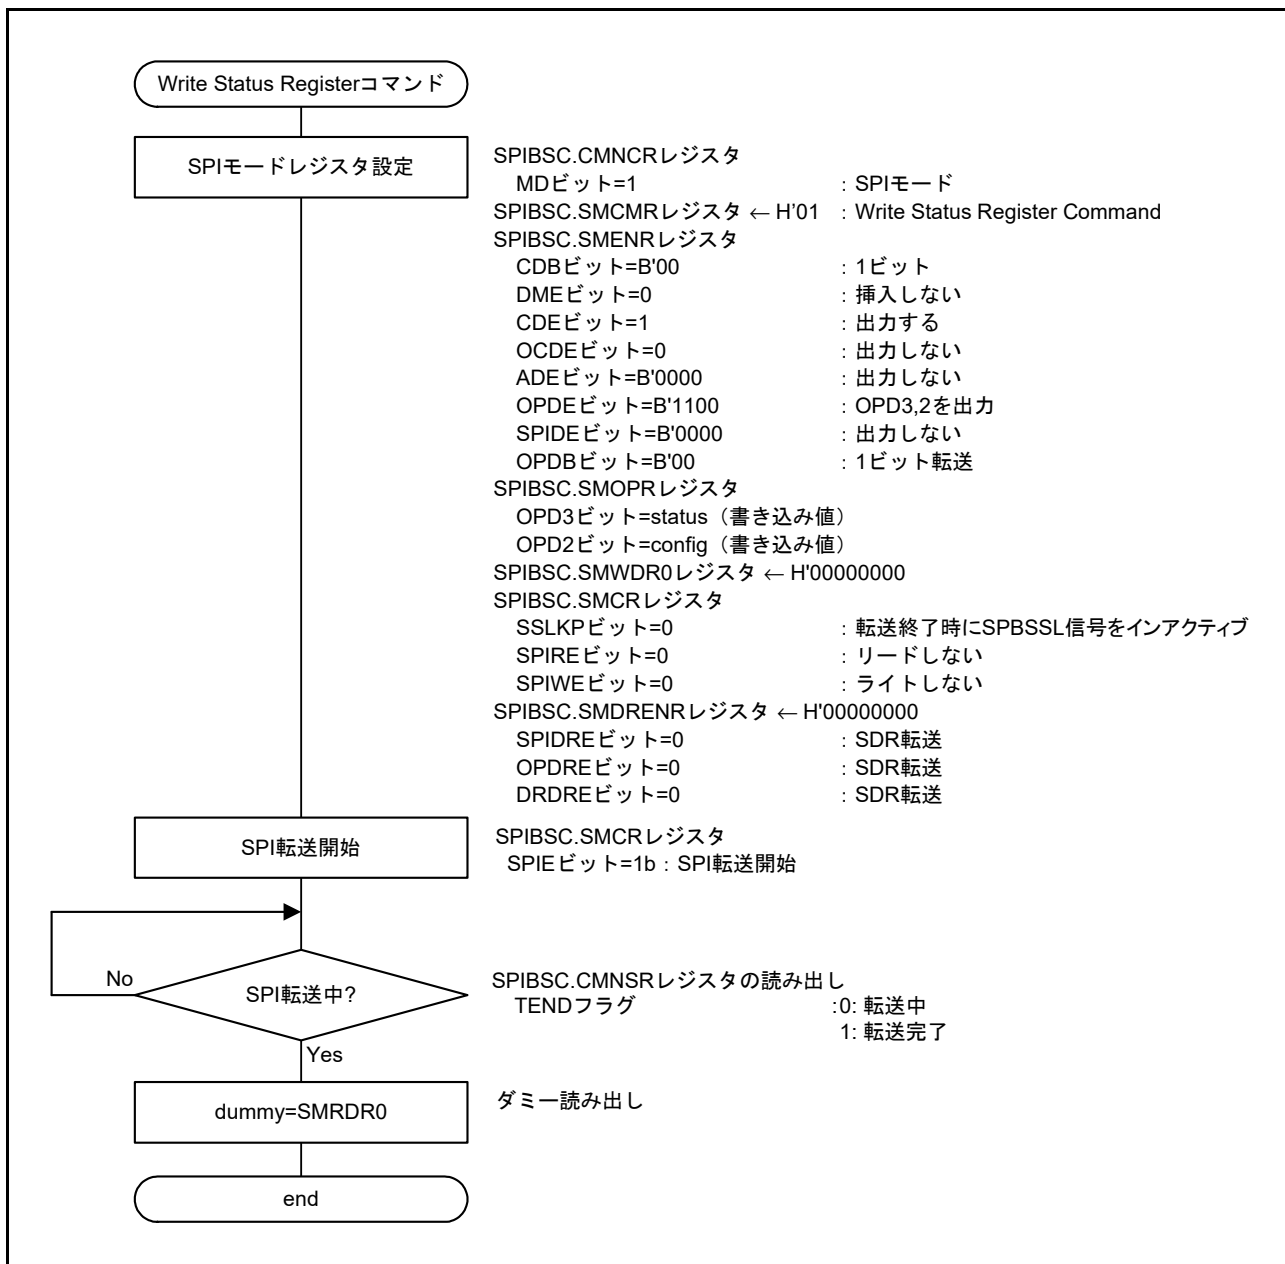 Write Status Registerコマンド
SPIモードレジスタ設定
SPIBSC.CMNCRレジスタ
MDビット=1 : SPIモード
SPIBSC.SMCMRレジスタ ← H'01 : Write Status Register Command
SPIBSC.SMENRレジスタ
CDBビット=B'00 : 1ビット
DMEビット=0 : 挿入しない
CDEビット=1 : 出力する
OCDEビット=0 : 出力しない
ADEビット=B'0000 : 出力しない
OPDEビット=B'1100 : OPD3,2を出力
SPIDEビット=B'0000 : 出力しない
OPDBビット=B'00 : 1ビット転送
SPIBSC.SMOPRレジスタ
OPD3ビット=status（書き込み値）
OPD2ビット=config（書き込み値）
SPIBSC.SMWDR0レジスタ ← H'00000000
SPIBSC.SMCRレジスタ
SSLKPビット=0 : 転送終了時にSPBSSL信号をインアクティブ
SPIREビット=0 : リードしない
SPIWEビット=0 : ライトしない
SPIBSC.SMDRENRレジスタ ← H'00000000
SPIDREビット=0 : SDR転送
OPDREビット=0 : SDR転送
DRDREビット=0 : SDR転送
SPI転送開始
SPIBSC.SMCRレジスタ
SPIEビット=1b : SPI転送開始
No
SPI転送中?
SPIBSC.CMNSRレジスタの読み出し
TENDフラグ :0: 転送中
1: 転送完了
Yes
dummy=SMRDR0
ダミー読み出し
end